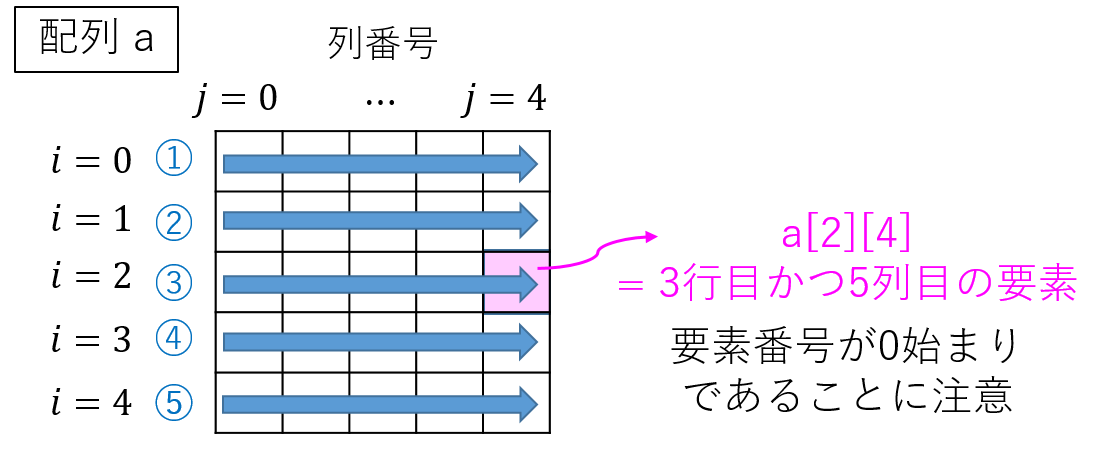 配列 a
列番号
j = 0 … j = 4
i = 0 ①
i = 1 ②
i = 2 ③
i = 3 ④
i = 4 ⑤
a[2][4]
= 3行目かつ5列目の要素
要素番号が0始まり
であることに注意